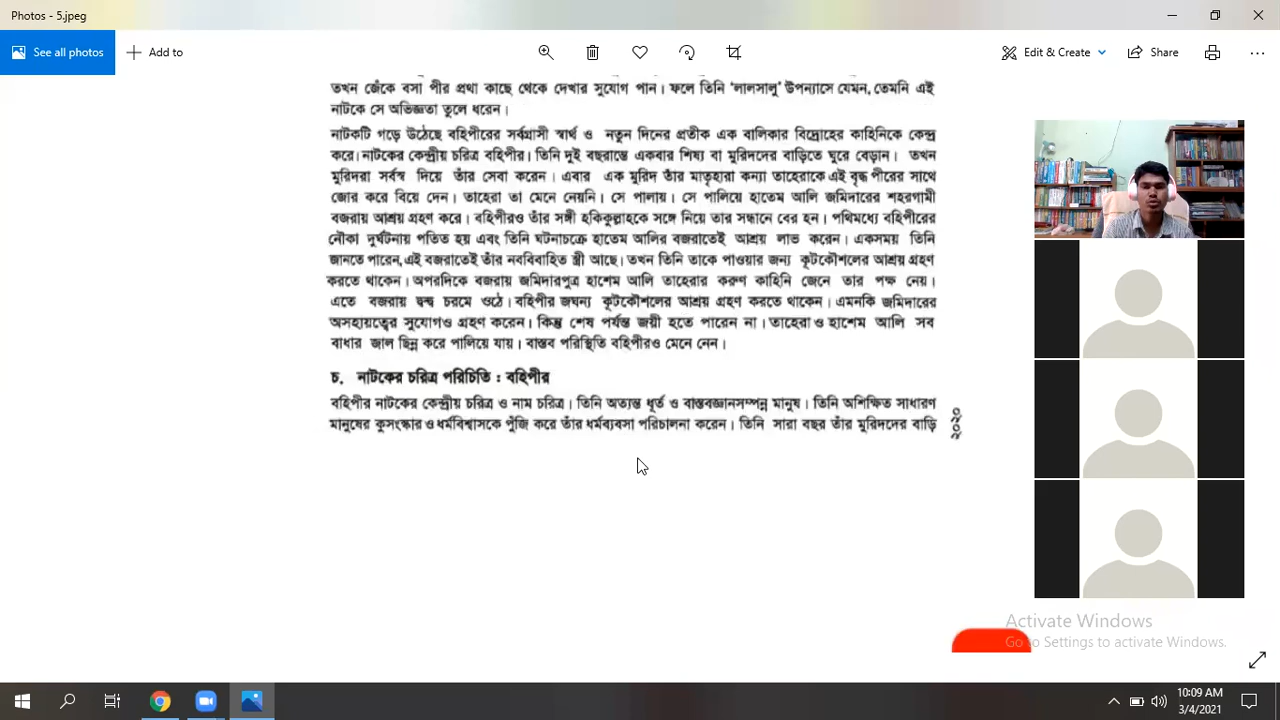 Photos - 5.jpeg
See all photos
Add to
Edit & Create
Share
তখন জেঁকে বসা পীর প্রথা কাছে থেকে দেখার সুযোগ পান। ফলে তিনি ‘লালসালু’ উপন্যাসে যেমন, তেমনি এই
নাটকে সে অভিজ্ঞতা তুলে ধরেন।
নাটকটি গড়ে উঠেছে বহিপীরের সর্বগ্রাসী স্বার্থ ও নতুন দিনের প্রতীক এক বালিকার বিদ্রোহের কাহিনিকে কেন্দ্র
করে। নাটকের কেন্দ্রীয় চরিত্র বহিপীর। তিনি দুই বছরান্তে একবার শিষ্য বা মুরিদদের বাড়িতে ঘুরে বেড়ান। তখন
মুরিদরা সর্বস্ব দিয়ে তাঁর সেবা করেন। এবার এক মুরিদ তাঁর মাতৃহারা কন্যা তাহেরাকে এই বৃদ্ধ পীরের সাথে
জোর করে বিয়ে দেন। তাহেরা তা মেনে নেয়নি। সে পালায়। সে পালিয়ে হাতেম আলি জমিদারের শহরগামী
বজরায় আশ্রয় গ্রহণ করে। বহিপীরও তাঁর সঙ্গী হকিকুল্লাহকে সঙ্গে নিয়ে তার সন্ধানে বের হন। পথিমধ্যে বহিপীরের
নৌকা দুর্ঘটনায় পতিত হয় এবং তিনি ঘটনাচক্রে হাতেম আলির বজরাতেই আশ্রয় লাভ করেন। একসময় তিনি
জানতে পারেন, এই বজরাতেই তাঁর নববিবাহিত স্ত্রী আছে। তখন তিনি তাকে পাওয়ার জন্য কূটকৌশলের আশ্রয় গ্রহণ
করতে থাকেন। অপরদিকে বজরায় জমিদারপুত্র হাশেম আলি তাহেরার করুণ কাহিনি জেনে তার পক্ষ নেয়।
এতে বজরায় দ্বন্দ্ব চরমে ওঠে। বহিপীর জঘন্য কূটকৌশলের আশ্রয় গ্রহণ করতে থাকেন। এমনকি জমিদারের
অসহায়ত্বের সুযোগও গ্রহণ করেন। কিন্তু শেষ পর্যন্ত জয়ী হতে পারেন না। তাহেরা ও হাশেম আলি সব
বাধার জাল ছিন্ন করে পালিয়ে যায়। বাস্তব পরিস্থিতি বহিপীরও মেনে নেন।
চ. নাটকের চরিত্র পরিচিতি : বহিপীর
বহিপীর নাটকের কেন্দ্রীয় চরিত্র ও নাম চরিত্র। তিনি অত্যন্ত ধূর্ত ও বাস্তবজ্ঞানসম্পন্ন মানুষ। তিনি অশিক্ষিত সাধারণ
মানুষের কুসংস্কার ও ধর্মবিশ্বাসকে পুঁজি করে তাঁর ধর্মব্যবসা পরিচালনা করেন। তিনি সারা বছর তাঁর মুরিদদের বাড়ি
Activate Windows
Go to Settings to activate Windows.
10:09 AM
3/4/2021